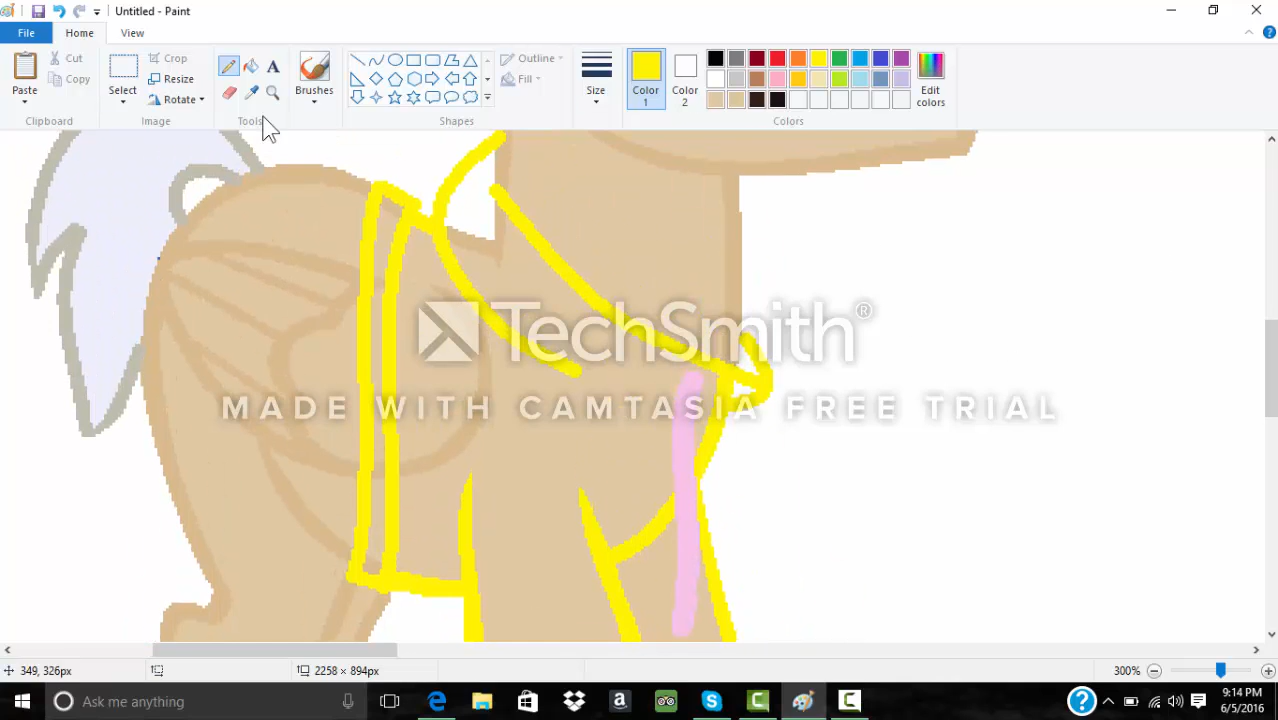 Untitled - Paint
File Home View
Paste Cut Copy Clipboard
Select Crop Resize Rotate Image
A Tools
Brushes
Outline Fill Shapes
Size
Color 1 Color 2 Edit colors Colors
TechSmith®
MADE WITH CAMTASIA FREE TRIAL
349, 326px 2258 × 894px 300%
Ask me anything 9:14 PM
6/5/2016